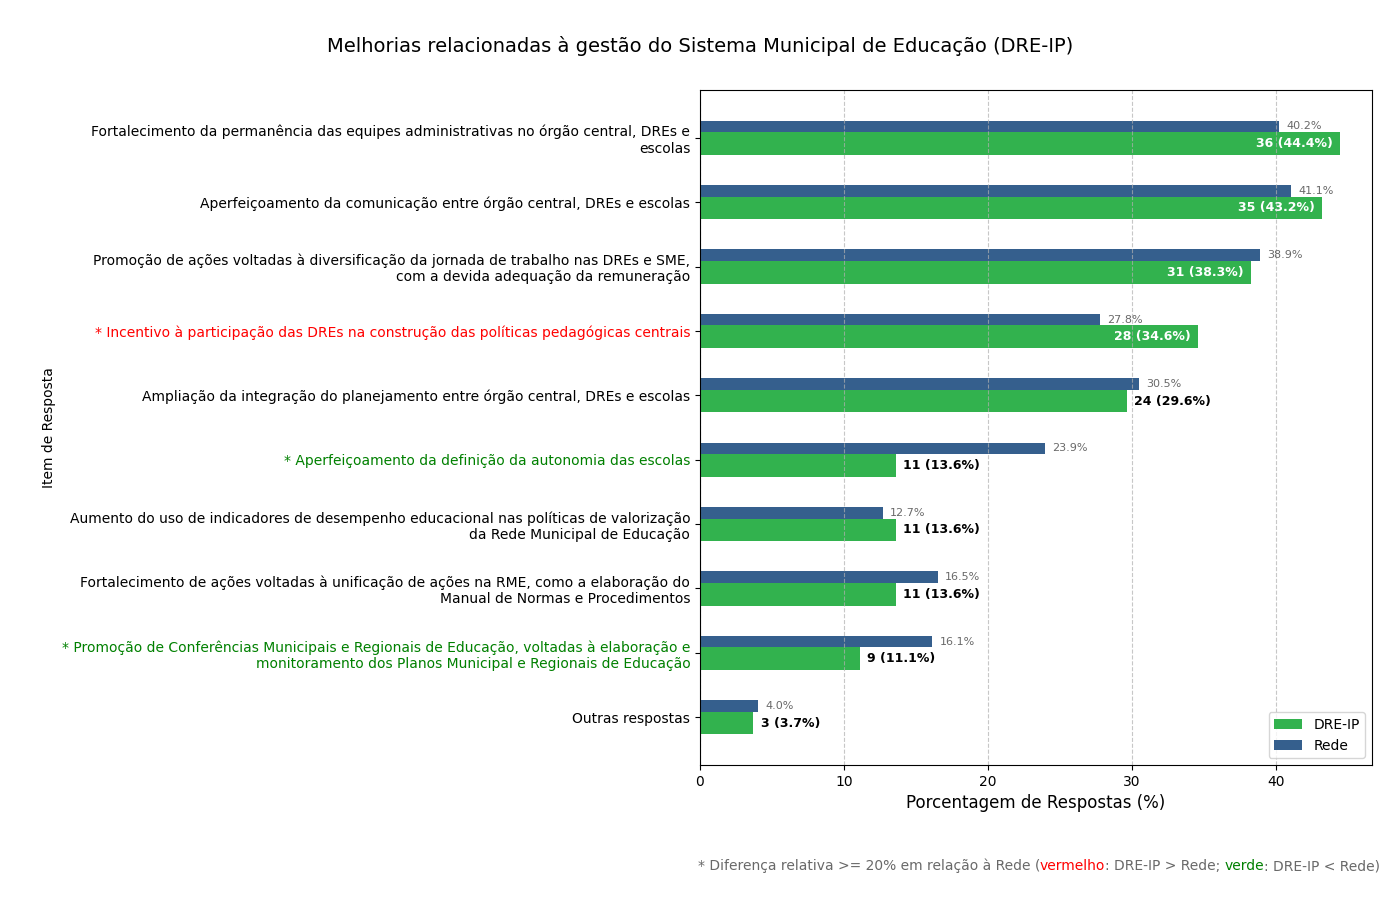 Melhorias relacionadas à gestão do Sistema Municipal de Educação (DRE-IP)
Fortalecimento da permanência das equipes administrativas no órgão central, DREs e
escolas
40.2%
36 (44.4%)
Aperfeiçoamento da comunicação entre órgão central, DREs e escolas
41.1%
35 (43.2%)
Promoção de ações voltadas à diversificação da jornada de trabalho nas DREs e SME,
com a devida adequação da remuneração
38.9%
31 (38.3%)
* Incentivo à participação das DREs na construção das políticas pedagógicas centrais
27.8%
28 (34.6%)
Ampliação da integração do planejamento entre órgão central, DREs e escolas
30.5%
24 (29.6%)
* Aperfeiçoamento da definição da autonomia das escolas
23.9%
11 (13.6%)
Aumento do uso de indicadores de desempenho educacional nas políticas de valorização
da Rede Municipal de Educação
12.7%
11 (13.6%)
Fortalecimento de ações voltadas à unificação de ações na RME, como a elaboração do
Manual de Normas e Procedimentos
16.5%
11 (13.6%)
* Promoção de Conferências Municipais e Regionais de Educação, voltadas à elaboração e
monitoramento dos Planos Municipal e Regionais de Educação
16.1%
9 (11.1%)
Outras respostas
4.0%
3 (3.7%)
Item de Resposta
DRE-IP
Rede
0 10 20 30 40
Porcentagem de Respostas (%)
* Diferença relativa >= 20% em relação à Rede (vermelho: DRE-IP > Rede; verde: DRE-IP < Rede)